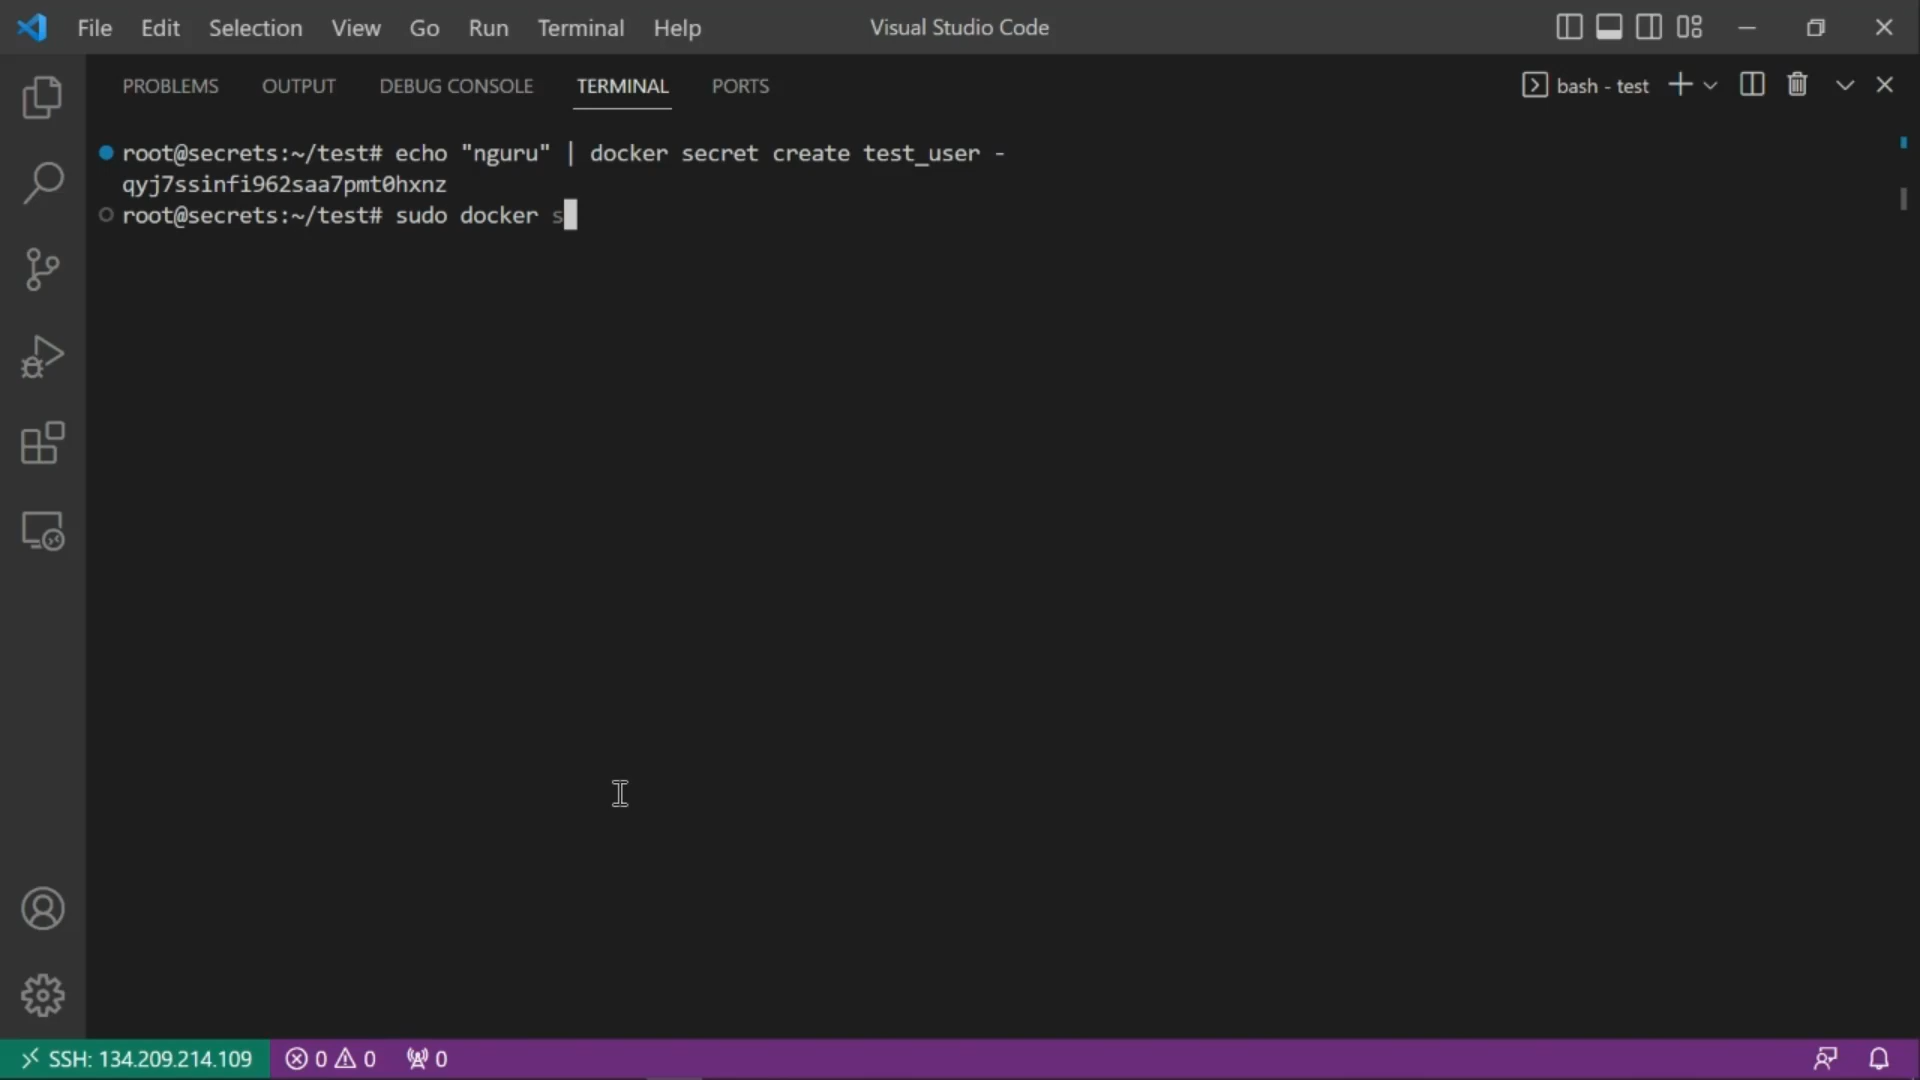 File Edit Selection View Go Run Terminal Help Visual Studio Code
PROBLEMS OUTPUT DEBUG CONSOLE TERMINAL PORTS bash - test
root@secrets:~/test# echo "nguru" | docker secret create test_user -
qyj7ssinfi962saa7pmt0hxnz
root@secrets:~/test# sudo docker s
SSH: 134.209.214.109 0 0 0